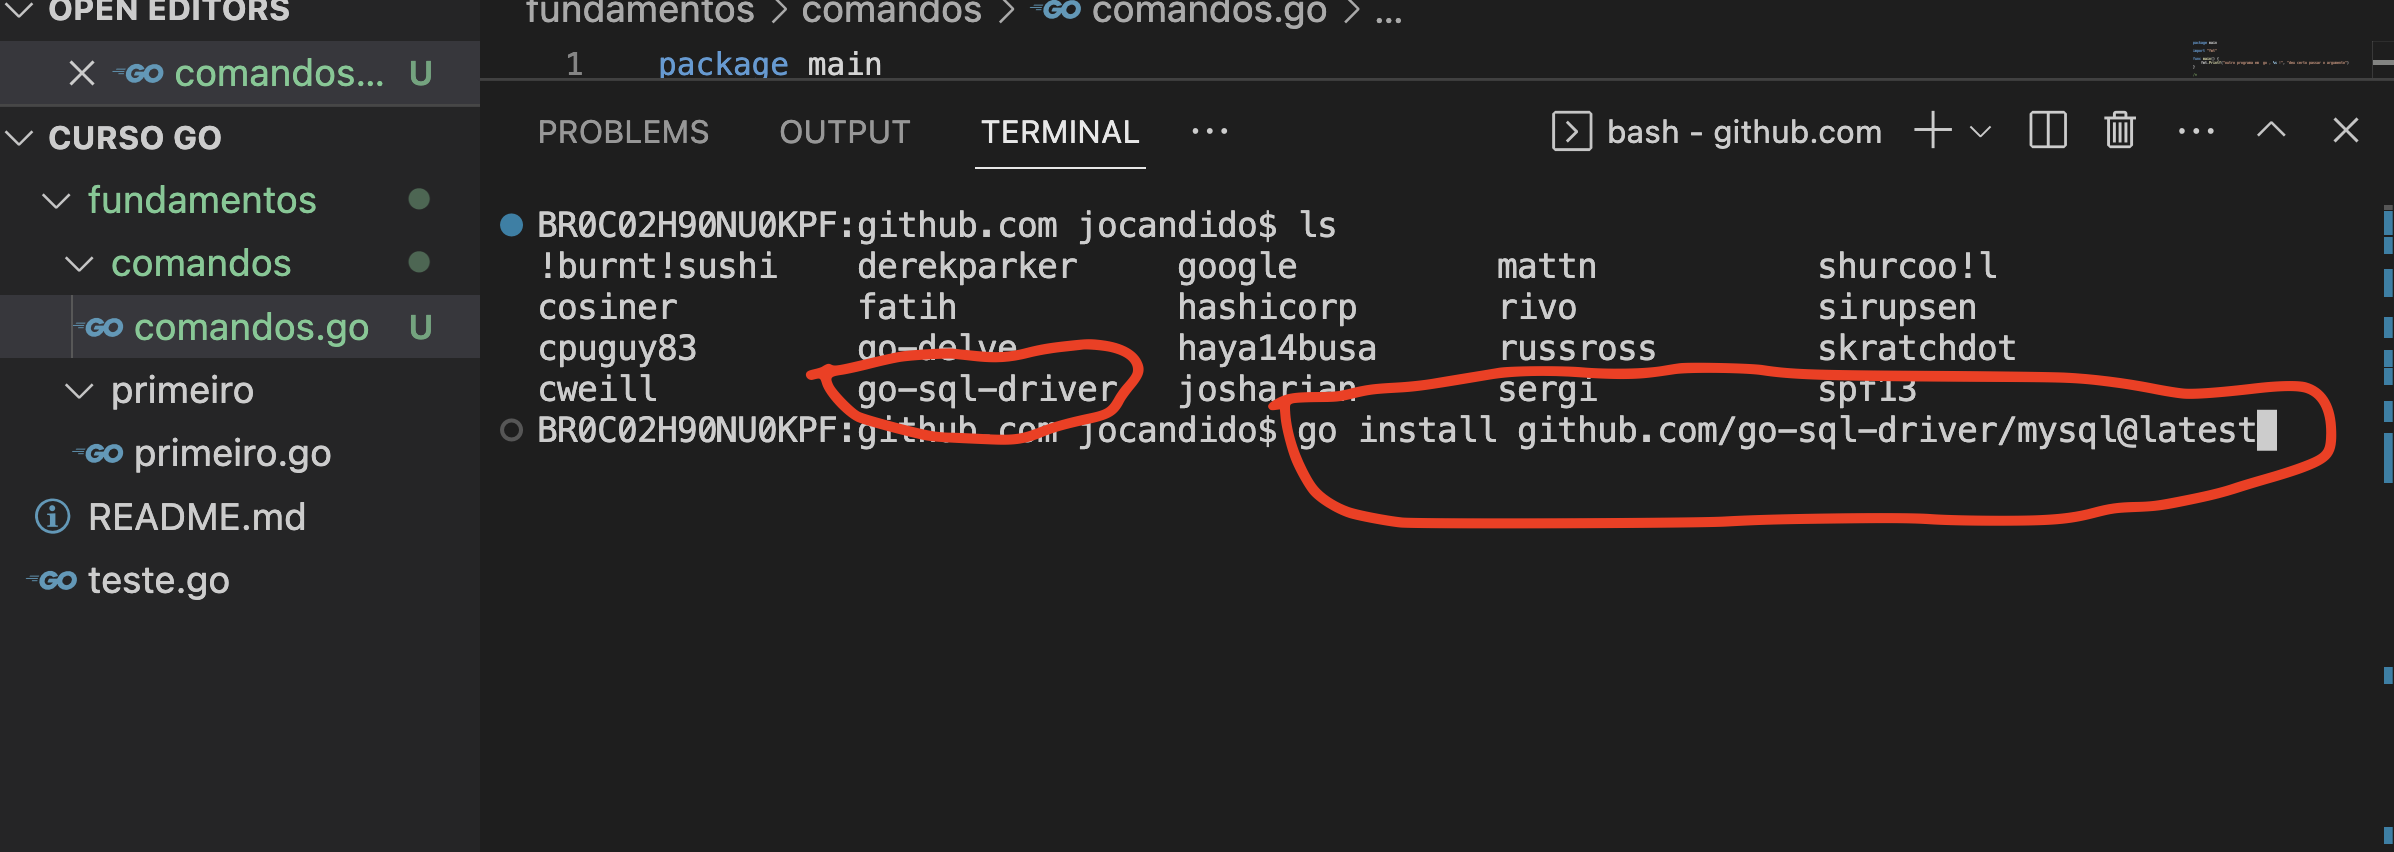 OPEN EDITORS
GO comandos... U
CURSO GO
fundamentos
comandos
GO comandos.go U
primeiro
GO primeiro.go
README.md
GO teste.go
fundamentos > comandos > GO comandos.go > ...
1 package main
PROBLEMS OUTPUT TERMINAL ... bash - github.com
BR0C02H90NU0KPF:github.com jocandido$ ls
!burnt!sushi derekparker google mattn shurcoo!l
cosiner fatih hashicorp rivo sirupsen
cpuguy83 go-delve haya14busa russross skratchdot
cweill go-sql-driver josharian sergi spf13
BR0C02H90NU0KPF:github.com jocandido$ go install github.com/go-sql-driver/mysql@latest